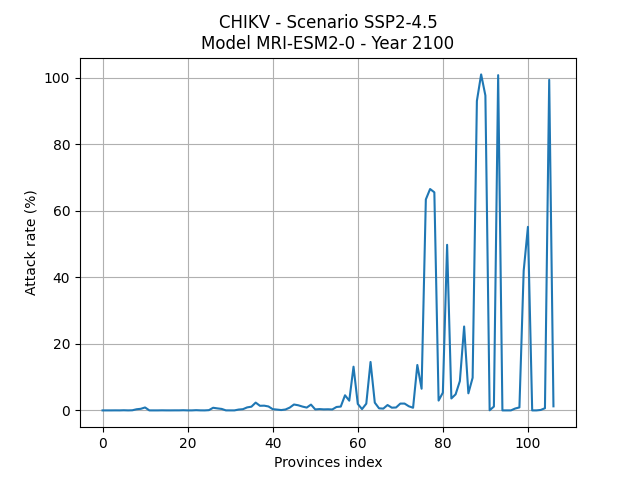 CHIKV - Scenario SSP2-4.5
Model MRI-ESM2-0 - Year 2100
Attack rate (%)
100
80
60
40
20
0
0 20 40 60 80 100
Provinces index